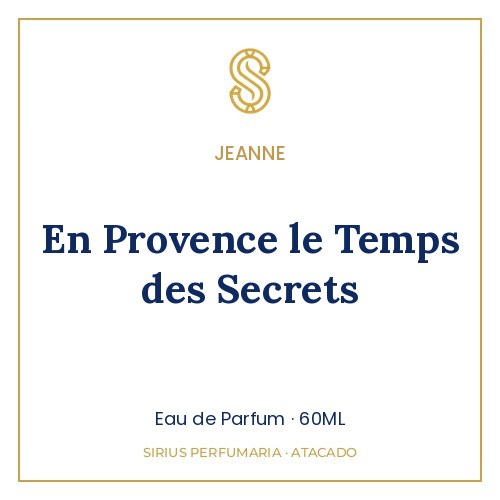 JEANNE
En Provence le Temps
des Secrets
Eau de Parfum · 60ML
SIRIUS PERFUMARIA · ATACADO